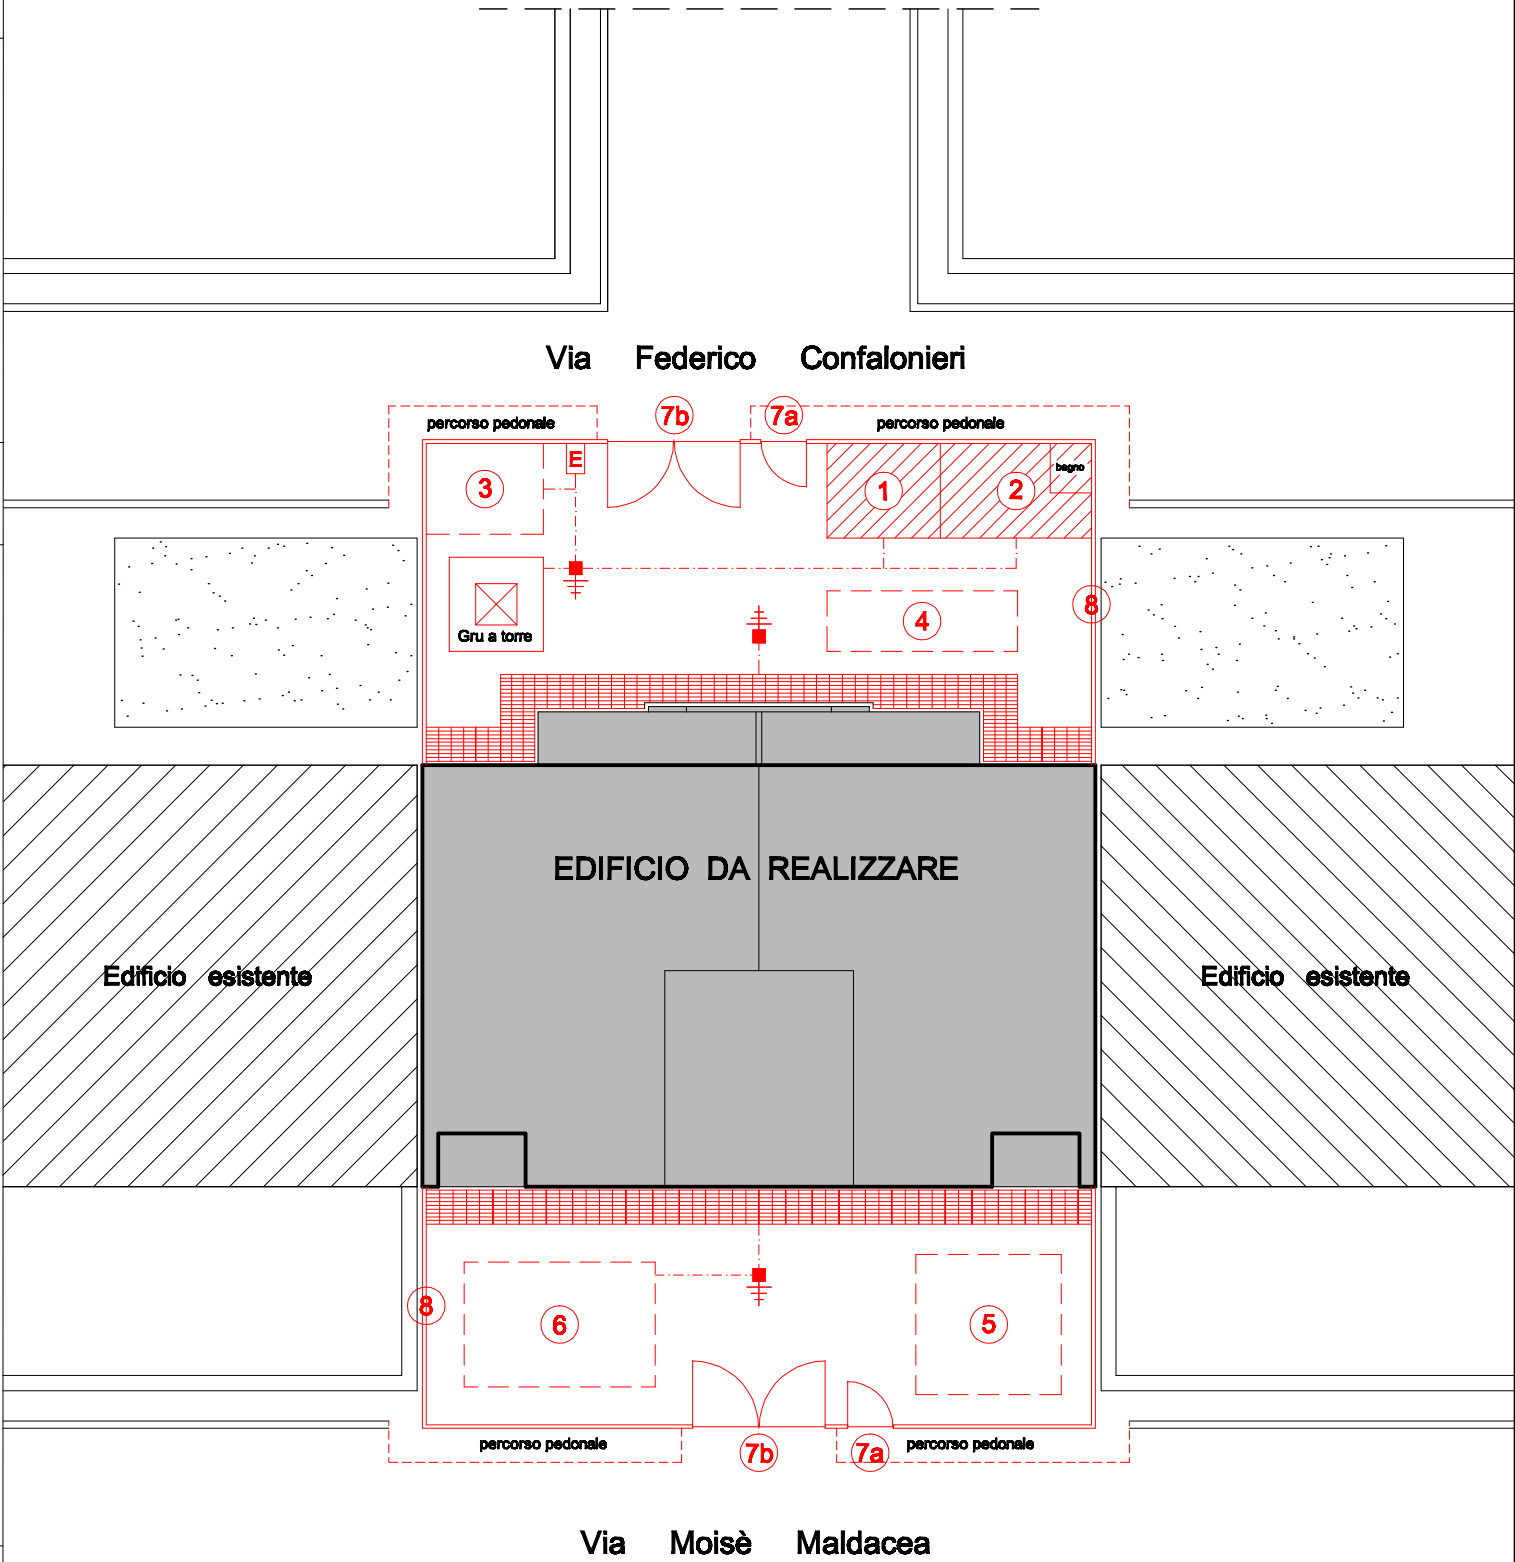 Via Federico Confalonieri
7b 7a
percorso pedonale percorso pedonale
E
bagno
3 1 2
8
4
Gru a torre
EDIFICIO DA REALIZZARE
Edificio esistente Edificio esistente
8
6 5
percorso pedonale percorso pedonale
7b 7a
Via Moisè Maldacea